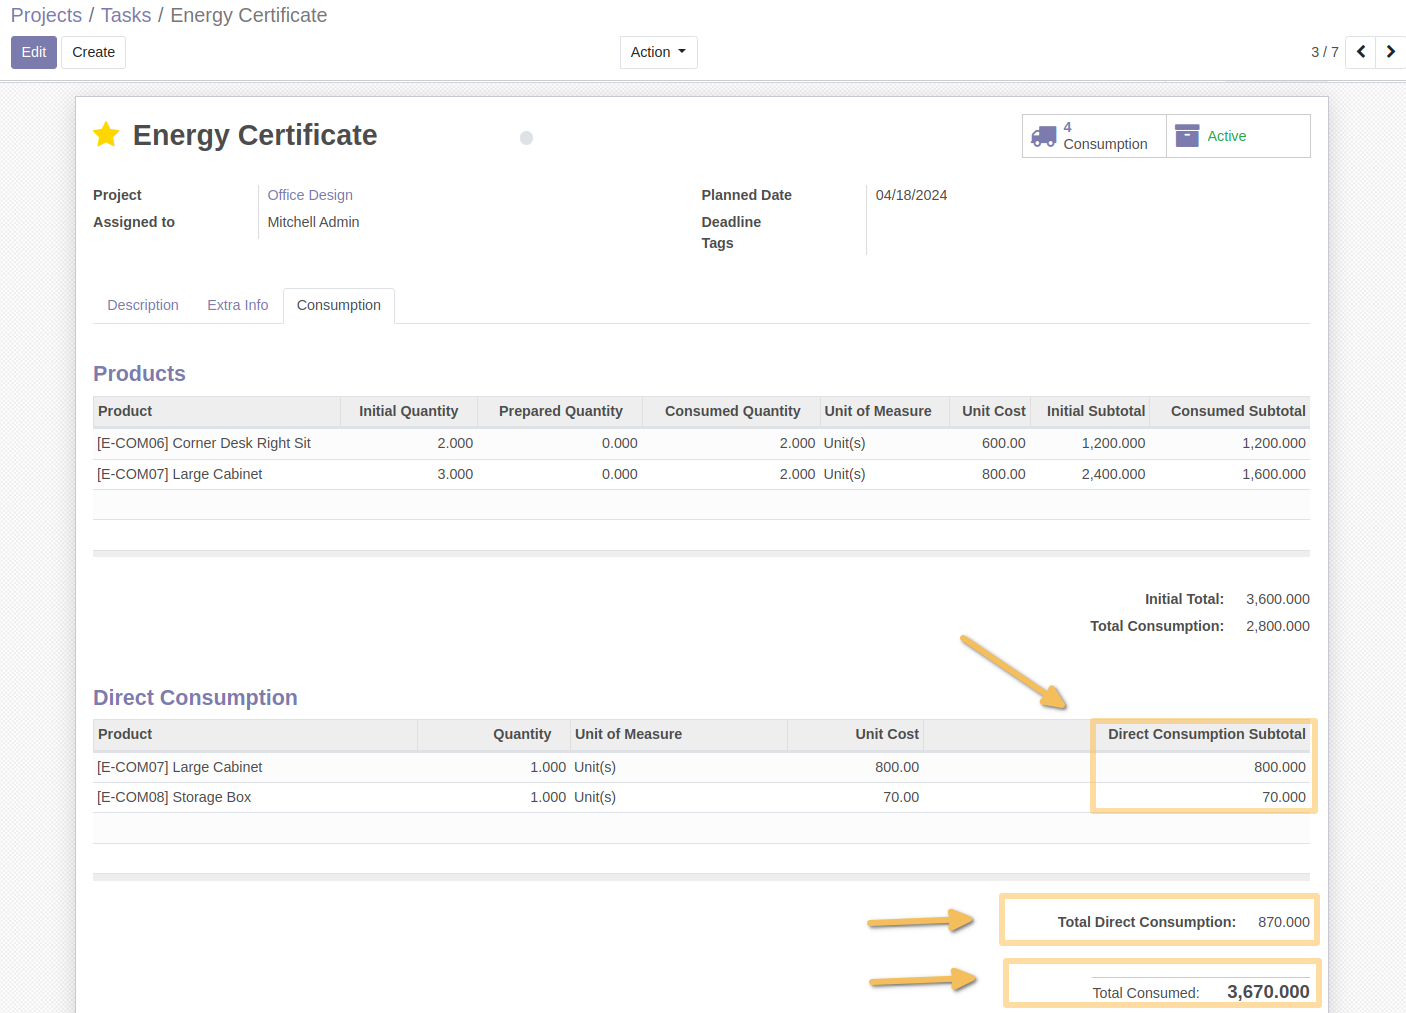 Projects / Tasks / Energy Certificate
Edit Create Action 3 / 7
Energy Certificate
4
Consumption
Active
Project Office Design Planned Date 04/18/2024
Assigned to Mitchell Admin Deadline
Tags
Description Extra Info Consumption
Products
Product Initial Quantity Prepared Quantity Consumed Quantity Unit of Measure Unit Cost Initial Subtotal Consumed Subtotal
[E-COM06] Corner Desk Right Sit 2.000 0.000 2.000 Unit(s) 600.00 1,200.000 1,200.000
[E-COM07] Large Cabinet 3.000 0.000 2.000 Unit(s) 800.00 2,400.000 1,600.000
Initial Total: 3,600.000
Total Consumption: 2,800.000
Direct Consumption
Product Quantity Unit of Measure Unit Cost Direct Consumption Subtotal
[E-COM07] Large Cabinet 1.000 Unit(s) 800.00 800.000
[E-COM08] Storage Box 1.000 Unit(s) 70.00 70.000
Total Direct Consumption: 870.000
Total Consumed: 3,670.000